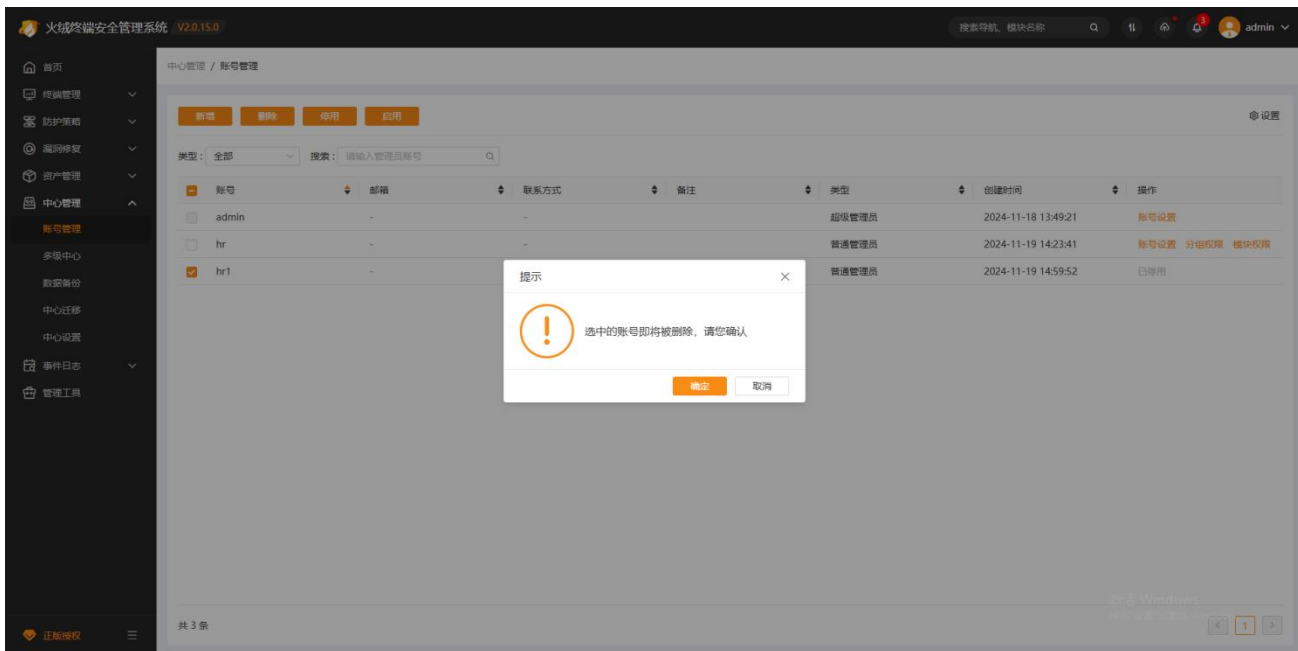 火绒终端安全管理系统 V2.0.15.0
搜索导航、模块名称
3
admin
首页
终端管理
防护策略
漏洞修复
资产管理
中心管理
账号管理
多级中心
数据备份
中心迁移
中心设置
事件日志
管理工具
正版授权
中心管理 / 账号管理
新增 删除 停用 启用
设置
类型： 全部 搜索： 请输入管理员账号
账号 邮箱 联系方式 备注 类型 创建时间 操作
admin - - 超级管理员 2024-11-18 13:49:21 账号设置
hr - - 普通管理员 2024-11-19 14:23:41 账号设置 分组权限 模块权限
hr1 - 普通管理员 2024-11-19 14:59:52 已停用
提示
选中的账号即将被删除，请您确认
确定 取消
激活 Windows
共 3 条
1